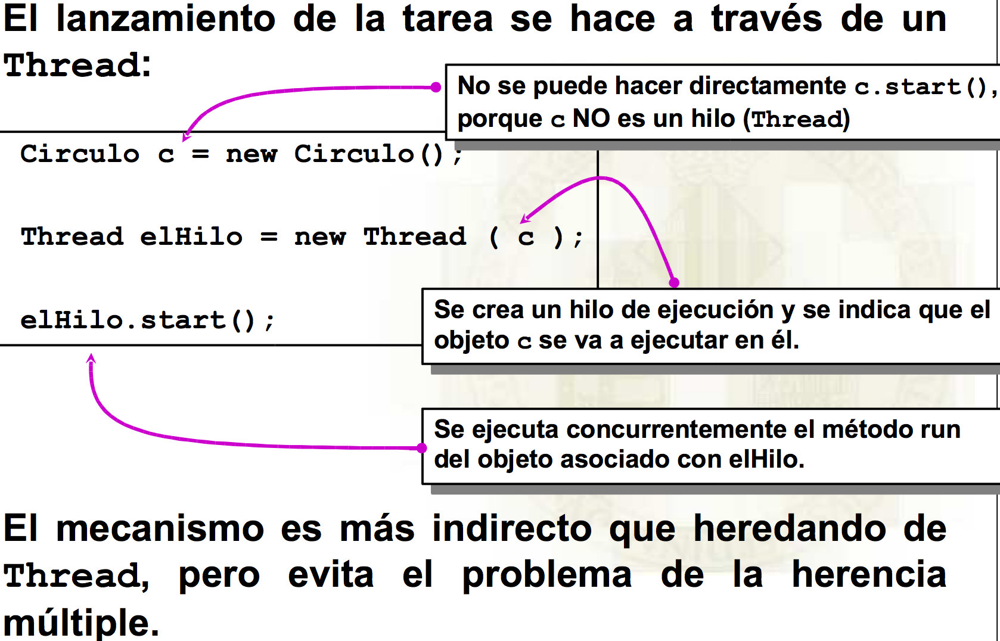 El lanzamiento de la tarea se hace a través de un
Thread:
No se puede hacer directamente c.start(),
porque c NO es un hilo (Thread)
Circulo c = new Circulo();
Thread elHilo = new Thread ( c );
Se crea un hilo de ejecución y se indica que el
objeto c se va a ejecutar en él.
elHilo.start();
Se ejecuta concurrentemente el método run
del objeto asociado con elHilo.
El mecanismo es más indirecto que heredando de
Thread, pero evita el problema de la herencia
múltiple.